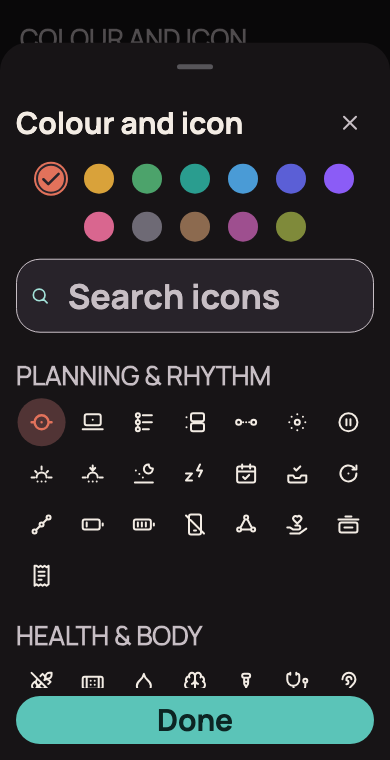 COLOUR AND ICON
Colour and icon
Search icons
PLANNING & RHYTHM
HEALTH & BODY
Done